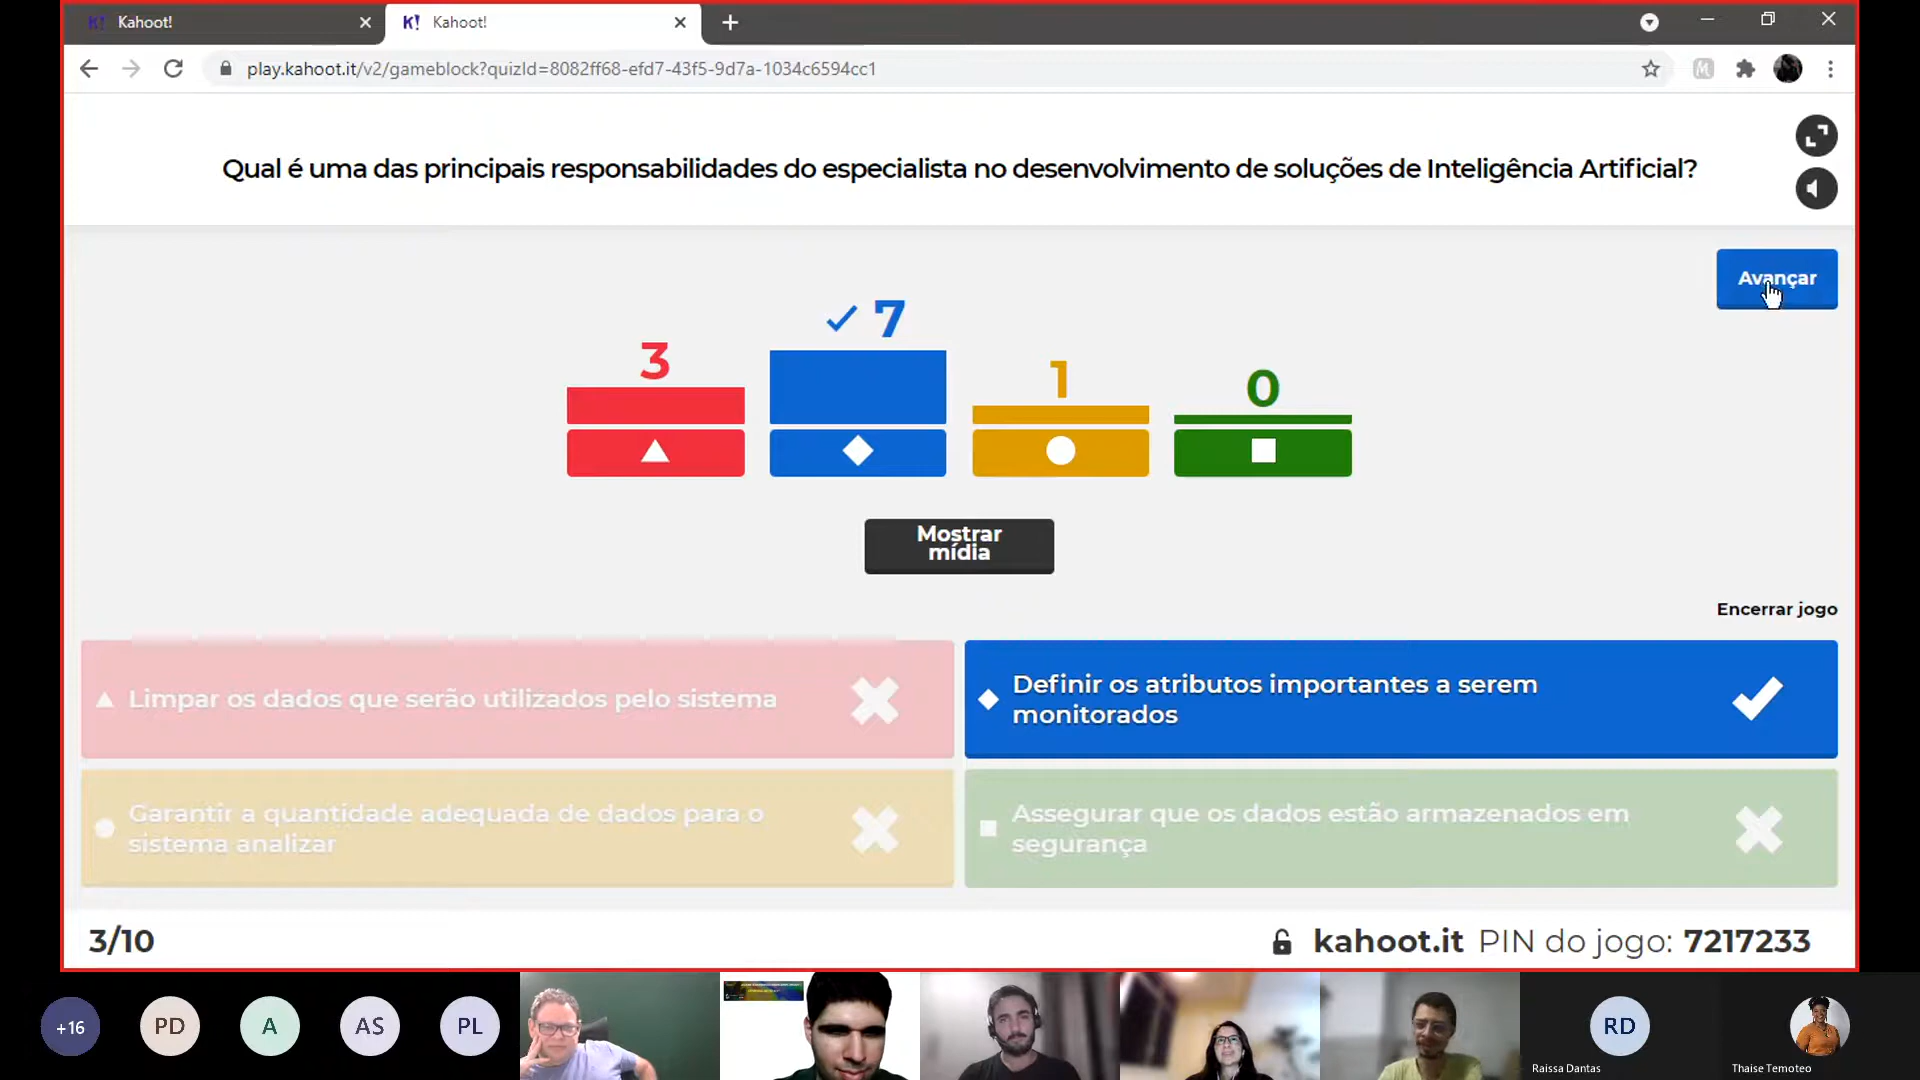 Kahoot!
Kahoot!
play.kahoot.it/v2/gameblock?quizId=8082ff68-efd7-43f5-9d7a-1034c6594cc1
Qual é uma das principais responsabilidades do especialista no desenvolvimento de soluções de Inteligência Artificial?
Avançar
3
7
1
0
Mostrar
mídia
Encerrar jogo
Limpar os dados que serão utilizados pelo sistema
Definir os atributos importantes a serem
monitorados
Garantir a quantidade adequada de dados para o
sistema analizar
Assegurar que os dados estão armazenados em
segurança
3/10
kahoot.it PIN do jogo: 7217233
+16
PD
A
AS
PL
RD
Raissa Dantas
Thaise Temoteo